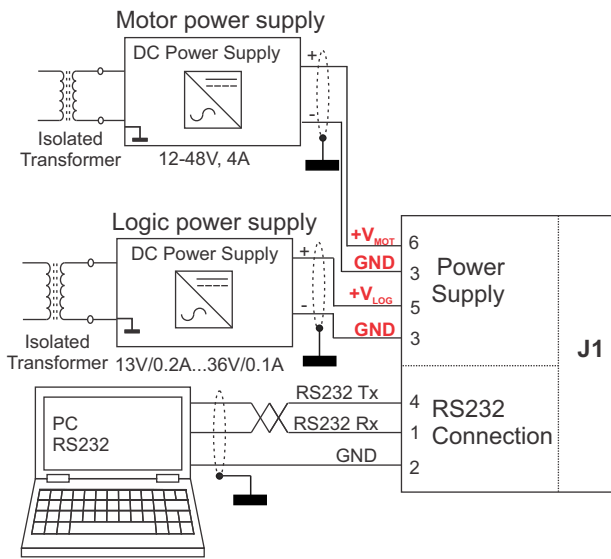 Motor power supply
DC Power Supply
+
-
Isolated
Transformer
12-48V, 4A
Logic power supply
DC Power Supply
+
-
Isolated
Transformer
13V/0.2A...36V/0.1A
+VMOT
GND
+VLOG
GND
6
3
5
3
Power
Supply
J1
PC
RS232
RS232 Tx
RS232 Rx
GND
4
1
2
RS232
Connection